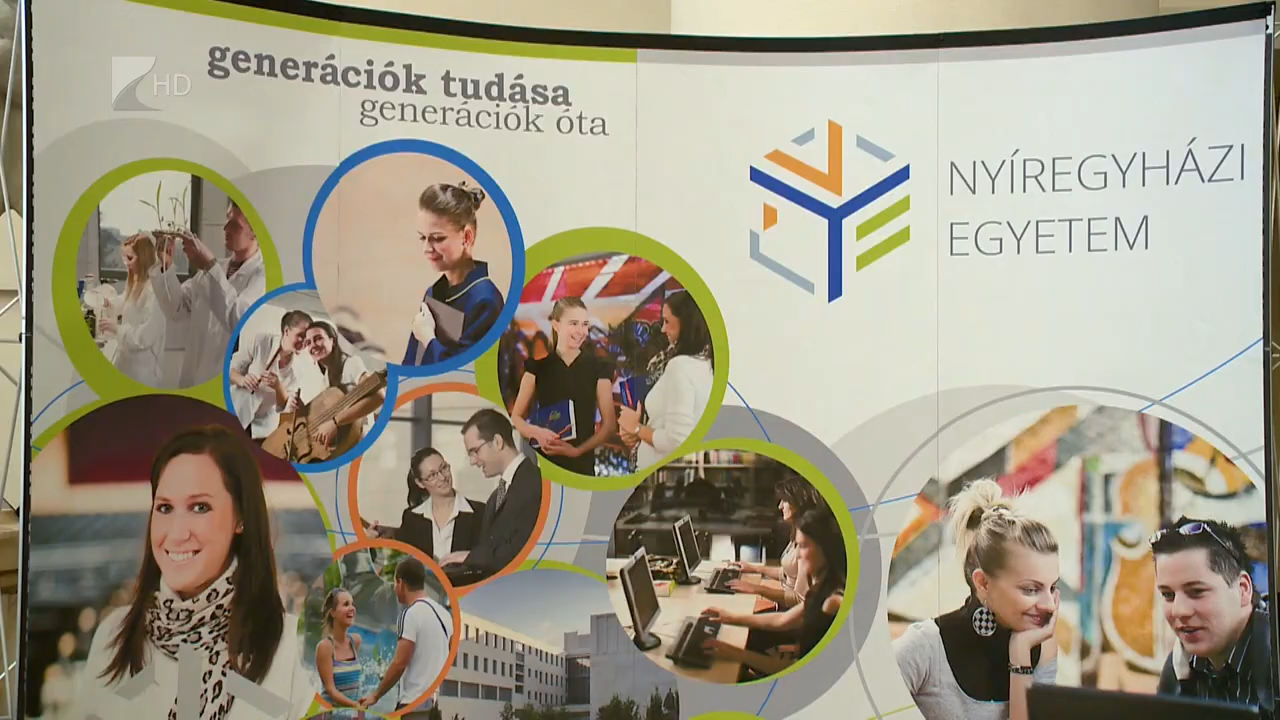 generációk tudása
generációk óta
HD
NYÍREGYHÁZI
EGYETEM